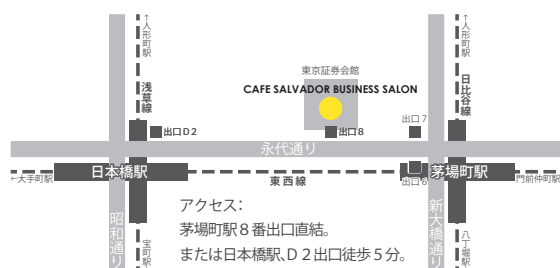 ↑人形町駅
↑人形町駅
浅草線
日比谷線
東京証券会館
CAFE SALVADOR BUSINESS SALON
出口D2
出口8
出口7
永代通り
←大手町駅
日本橋駅
東西線
出口6
茅場町駅
門前仲町駅
昭和通り
宝町駅
新大橋通り
八丁堀駅
アクセス:
茅場町駅8番出口直結。
または日本橋駅、D2出口徒歩5分。